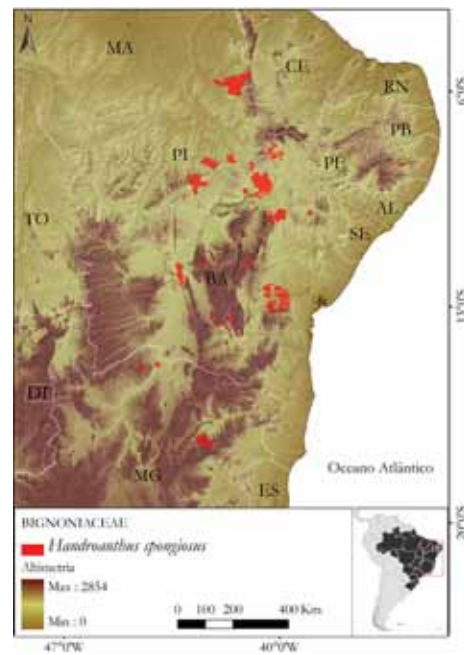 N
MA
CE
RN
PB
PI
PE
AL
TO
SE
BA
DF
MG
Oceano Atlântico
ES
BIGNONIACEAE
Handroanthus spongiosus
Altimetria
Max : 2854
Min : 0
0 100 200 400 Km
47°0'W 40°0'W